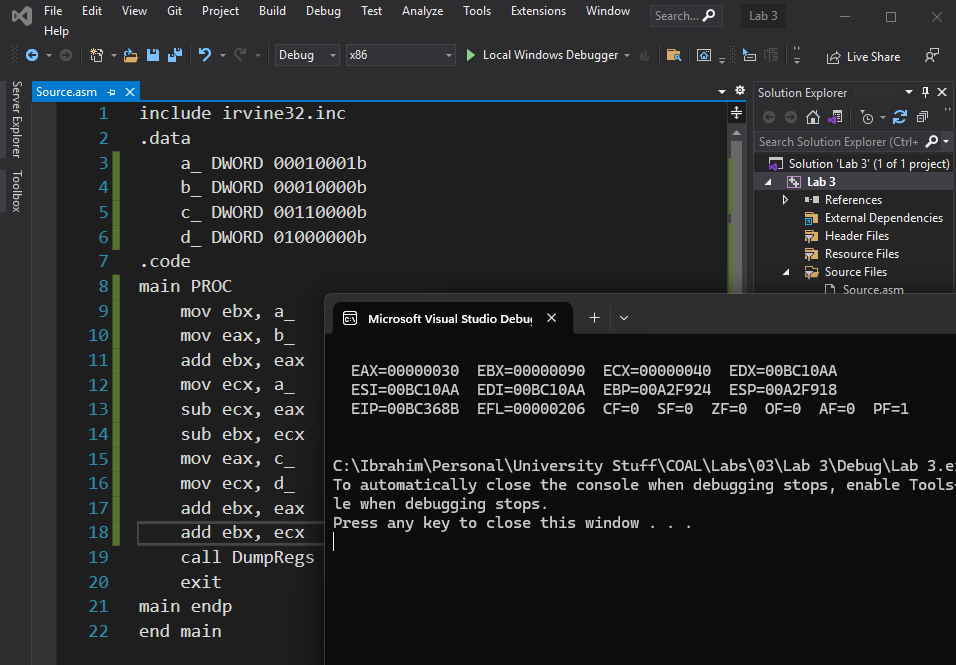 File Edit View Git Project Build Debug Test Analyze Tools Extensions Window Search... Lab 3
Help
Debug x86 Local Windows Debugger Live Share
Server Explorer
Toolbox
Source.asm
1 include irvine32.inc
2 .data
3 a_ DWORD 00010001b
4 b_ DWORD 00010000b
5 c_ DWORD 00110000b
6 d_ DWORD 01000000b
7 .code
8 main PROC
9 mov ebx, a_
10 mov eax, b_
11 add ebx, eax
12 mov ecx, a_
13 sub ecx, eax
14 sub ebx, ecx
15 mov eax, c_
16 mov ecx, d_
17 add ebx, eax
18 add ebx, ecx
19 call DumpRegs
20 exit
21 main endp
22 end main
Solution Explorer
Search Solution Explorer (Ctrl+
Solution 'Lab 3' (1 of 1 project)
Lab 3
References
External Dependencies
Header Files
Resource Files
Source Files
Source.asm
Microsoft Visual Studio Debug
EAX=00000030 EBX=00000090 ECX=00000040 EDX=00BC10AA
ESI=00BC10AA EDI=00BC10AA EBP=00A2F924 ESP=00A2F918
EIP=00BC368B EFL=00000206 CF=0 SF=0 ZF=0 OF=0 AF=0 PF=1
C:\Ibrahim\Personal\University Stuff\COAL\Labs\03\Lab 3\Debug\Lab 3.e
To automatically close the console when debugging stops, enable Tools
le when debugging stops.
Press any key to close this window . . .